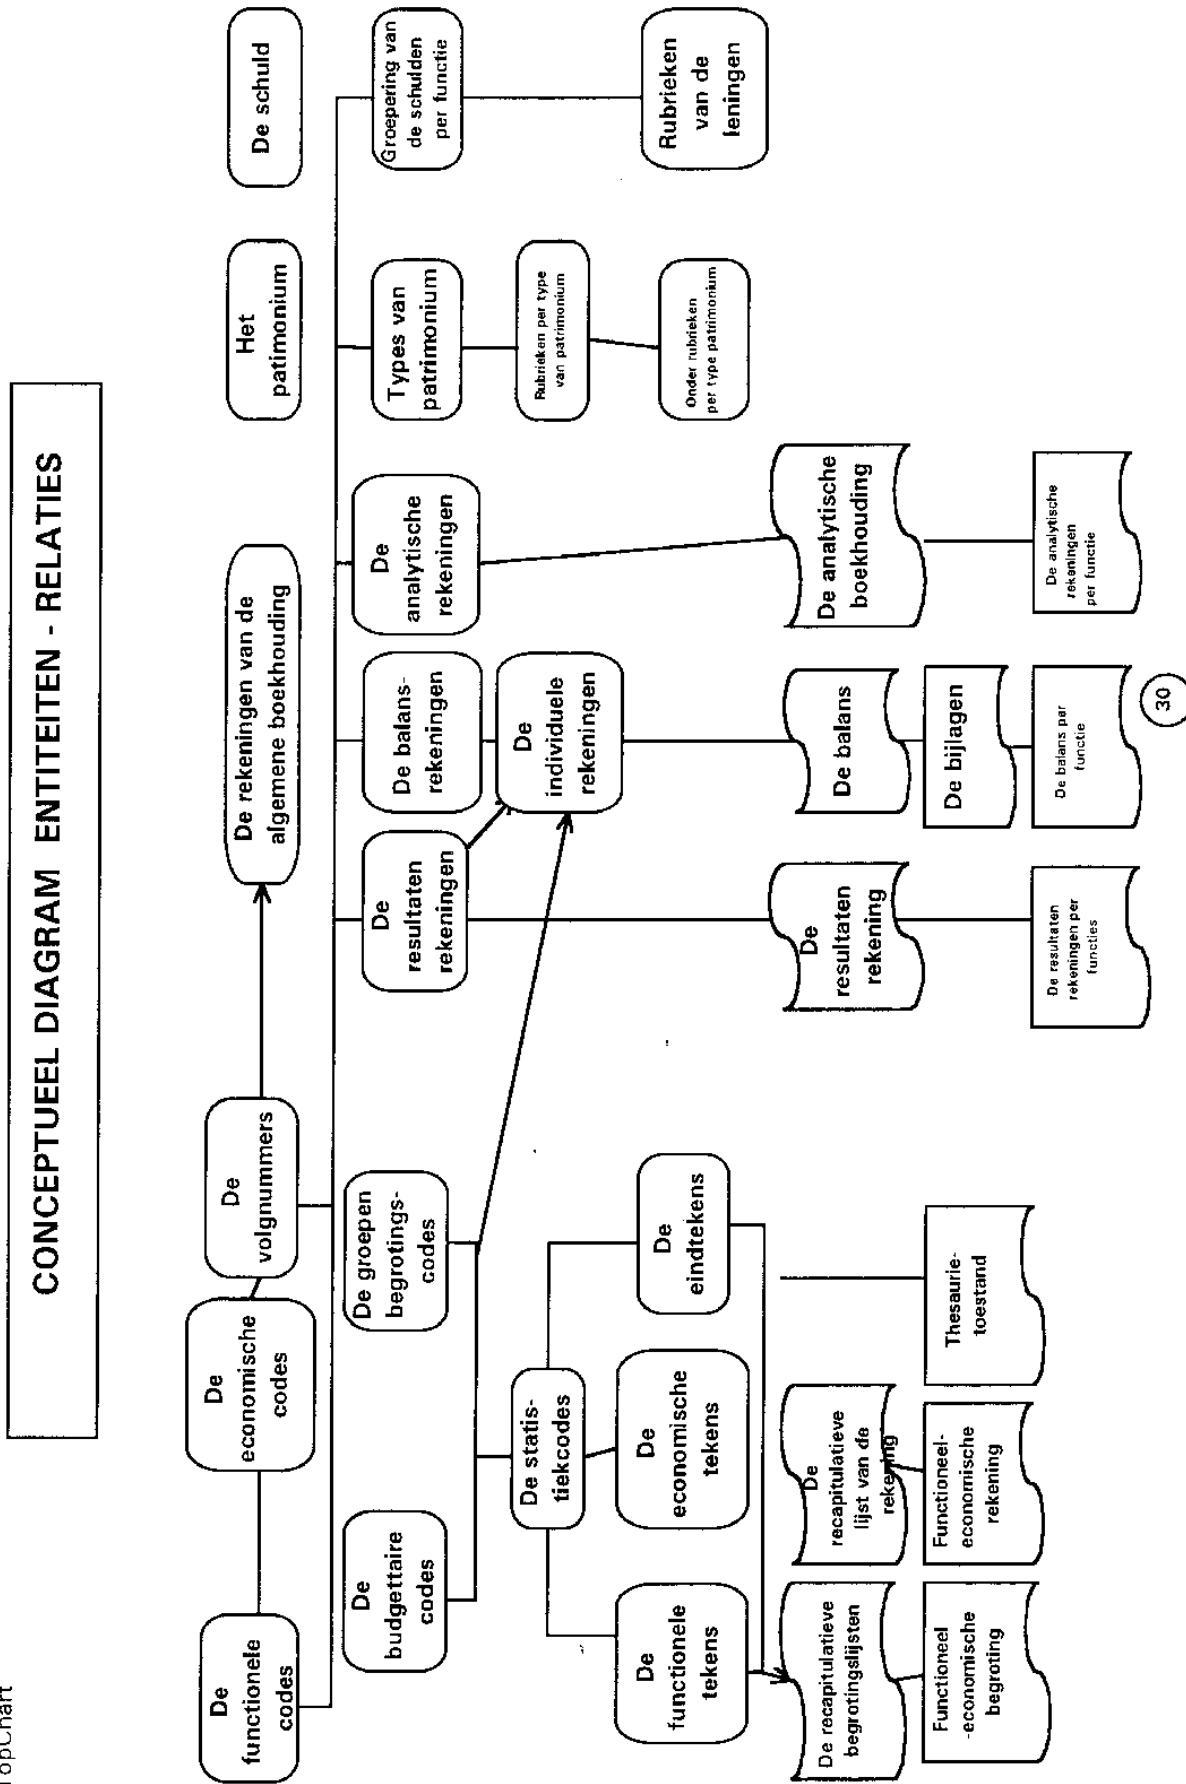 TopChart
CONCEPTUEEL DIAGRAM ENTITEITEN - RELATIES
De
functionele
codes
De
economische
codes
De
volgnummers
De rekeningen van de
algemene boekhouding
Het
patimonium
De schuld
De
budgettaire
codes
De groepen
begrotings-
codes
De
resultaten
rekeningen
De balans-
rekeningen
De
analytische
rekeningen
Types van
patrimonium
Groepering van
de schulden
per functie
De statis-
tiekcodes
De
individuele
rekeningen
Rubrieken per type
van patrimonium
De
functionele
tekens
De
economische
tekens
De
eindtekens
Onder rubrieken
per type patrimonium
Rubrieken
van de
leningen
De recapitulatieve
begrotingslijsten
De
recapitulatieve
lijst van de
rekening
De
resultaten
rekening
De balans
De analytische
boekhouding
Functioneel
-economische
begroting
Functioneel-
economische
rekening
Thesaurie-
toestand
De bijlagen
De resultaten
rekeningen per
functies
De balans per
functie
De analytische
rekeningen
per functie
30